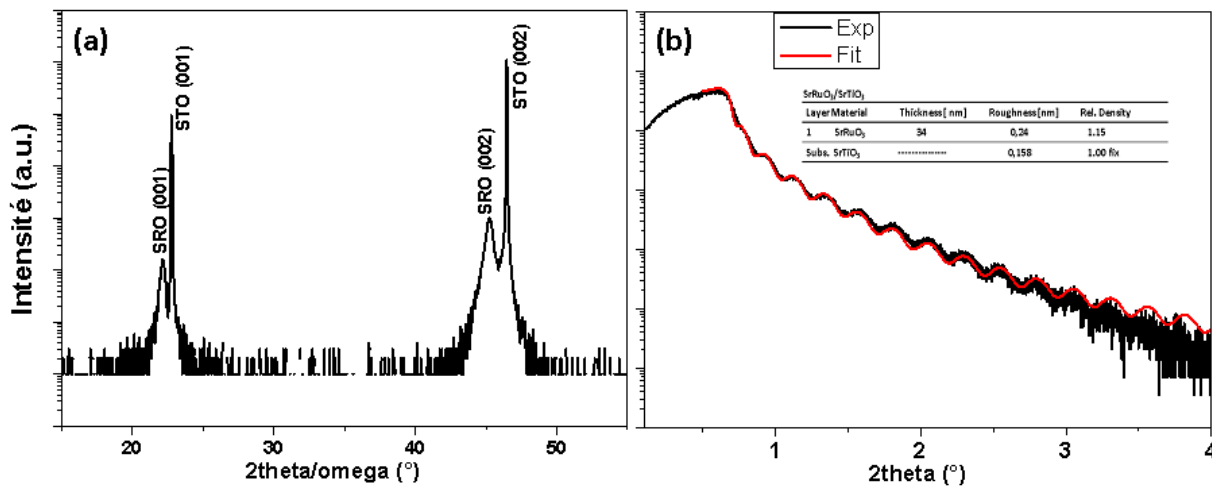 (a)
Intensité (a.u.)
SRO (001)
STO (001)
SRO (002)
STO (002)
20
30
40
50
2theta/omega (°)
(b)
Exp
Fit
SrRuO3/SrTiO3
Layer Material Thickness[ nm] Roughness[nm] Rel. Density
1 SrRuO3 34 0,24 1.15
Subs. SrTiO3 --------------- 0,158 1.00 fix
1
2
3
4
2theta (°)